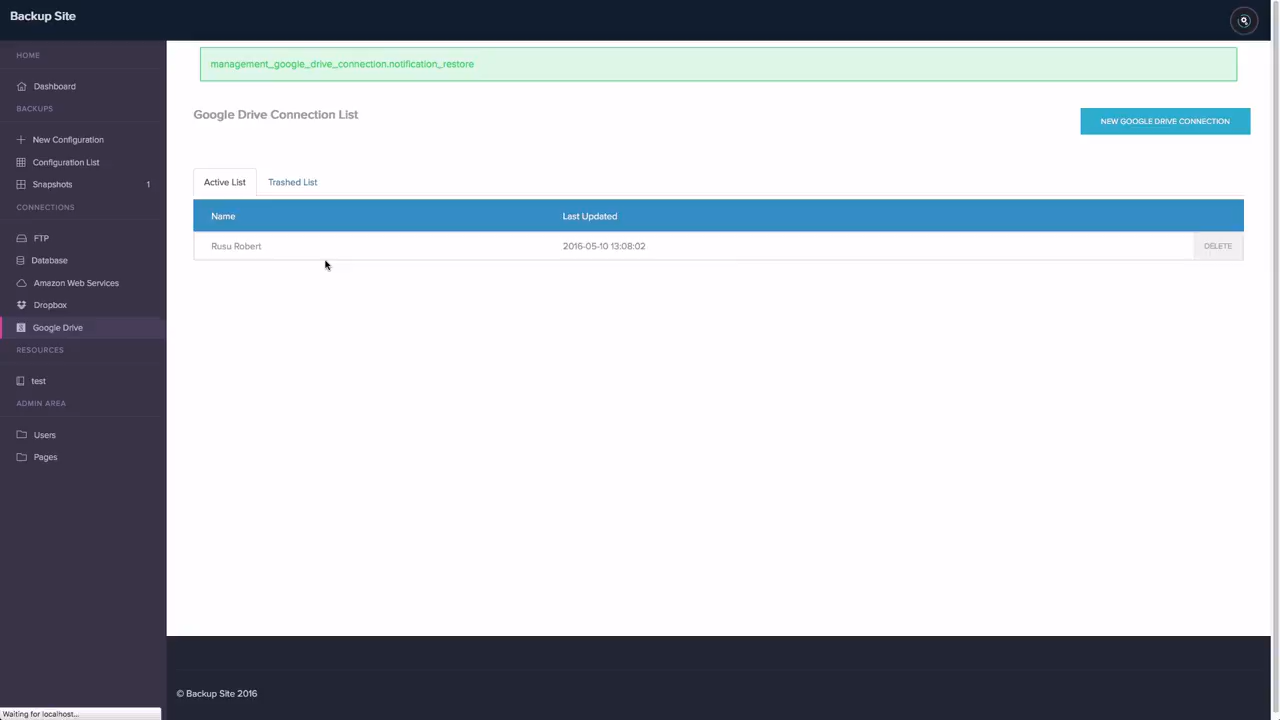 Backup Site
HOME
Dashboard
BACKUPS
New Configuration
Configuration List
Snapshots 1
CONNECTIONS
FTP
Database
Amazon Web Services
Dropbox
Google Drive
RESOURCES
test
ADMIN AREA
Users
Pages
management_google_drive_connection.notification_restore
Google Drive Connection List
NEW GOOGLE DRIVE CONNECTION
Active List Trashed List
Name Last Updated
Rusu Robert 2016-05-10 13:08:02 DELETE
© Backup Site 2016
Waiting for localhost...